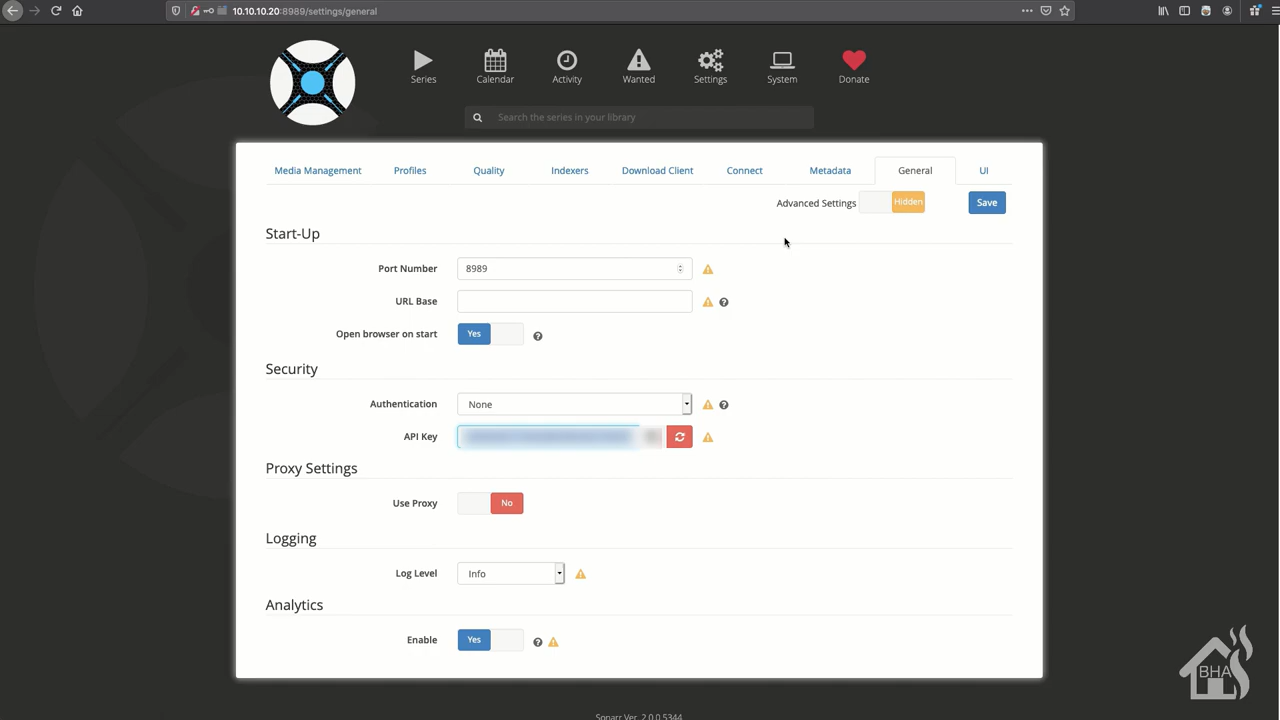 10.10.10.20:8989/settings/general
Series Calendar Activity Wanted Settings System Donate
Search the series in your library
Media Management Profiles Quality Indexers Download Client Connect Metadata General UI
Advanced Settings Hidden Save
Start-Up
Port Number 8989
URL Base
Open browser on start Yes
Security
Authentication None
API Key
Proxy Settings
Use Proxy No
Logging
Log Level Info
Analytics
Enable Yes
BHA
Sonarr Ver. 2.0.0.5344